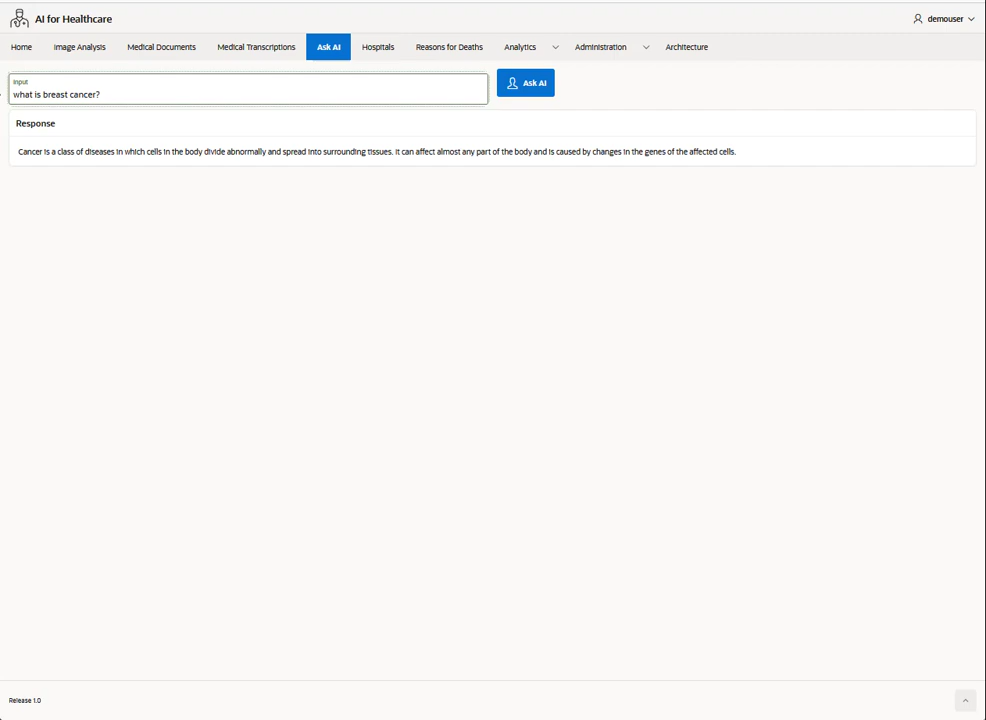 AI for Healthcare
demouser
Home Image Analysis Medical Documents Medical Transcriptions Ask AI Hospitals Reasons for Deaths Analytics Administration Architecture
Input
what is breast cancer?
Ask AI
Response
Cancer is a class of diseases in which cells in the body divide abnormally and spread into surrounding tissues. It can affect almost any part of the body and is caused by changes in the genes of the affected cells.
Release 1.0